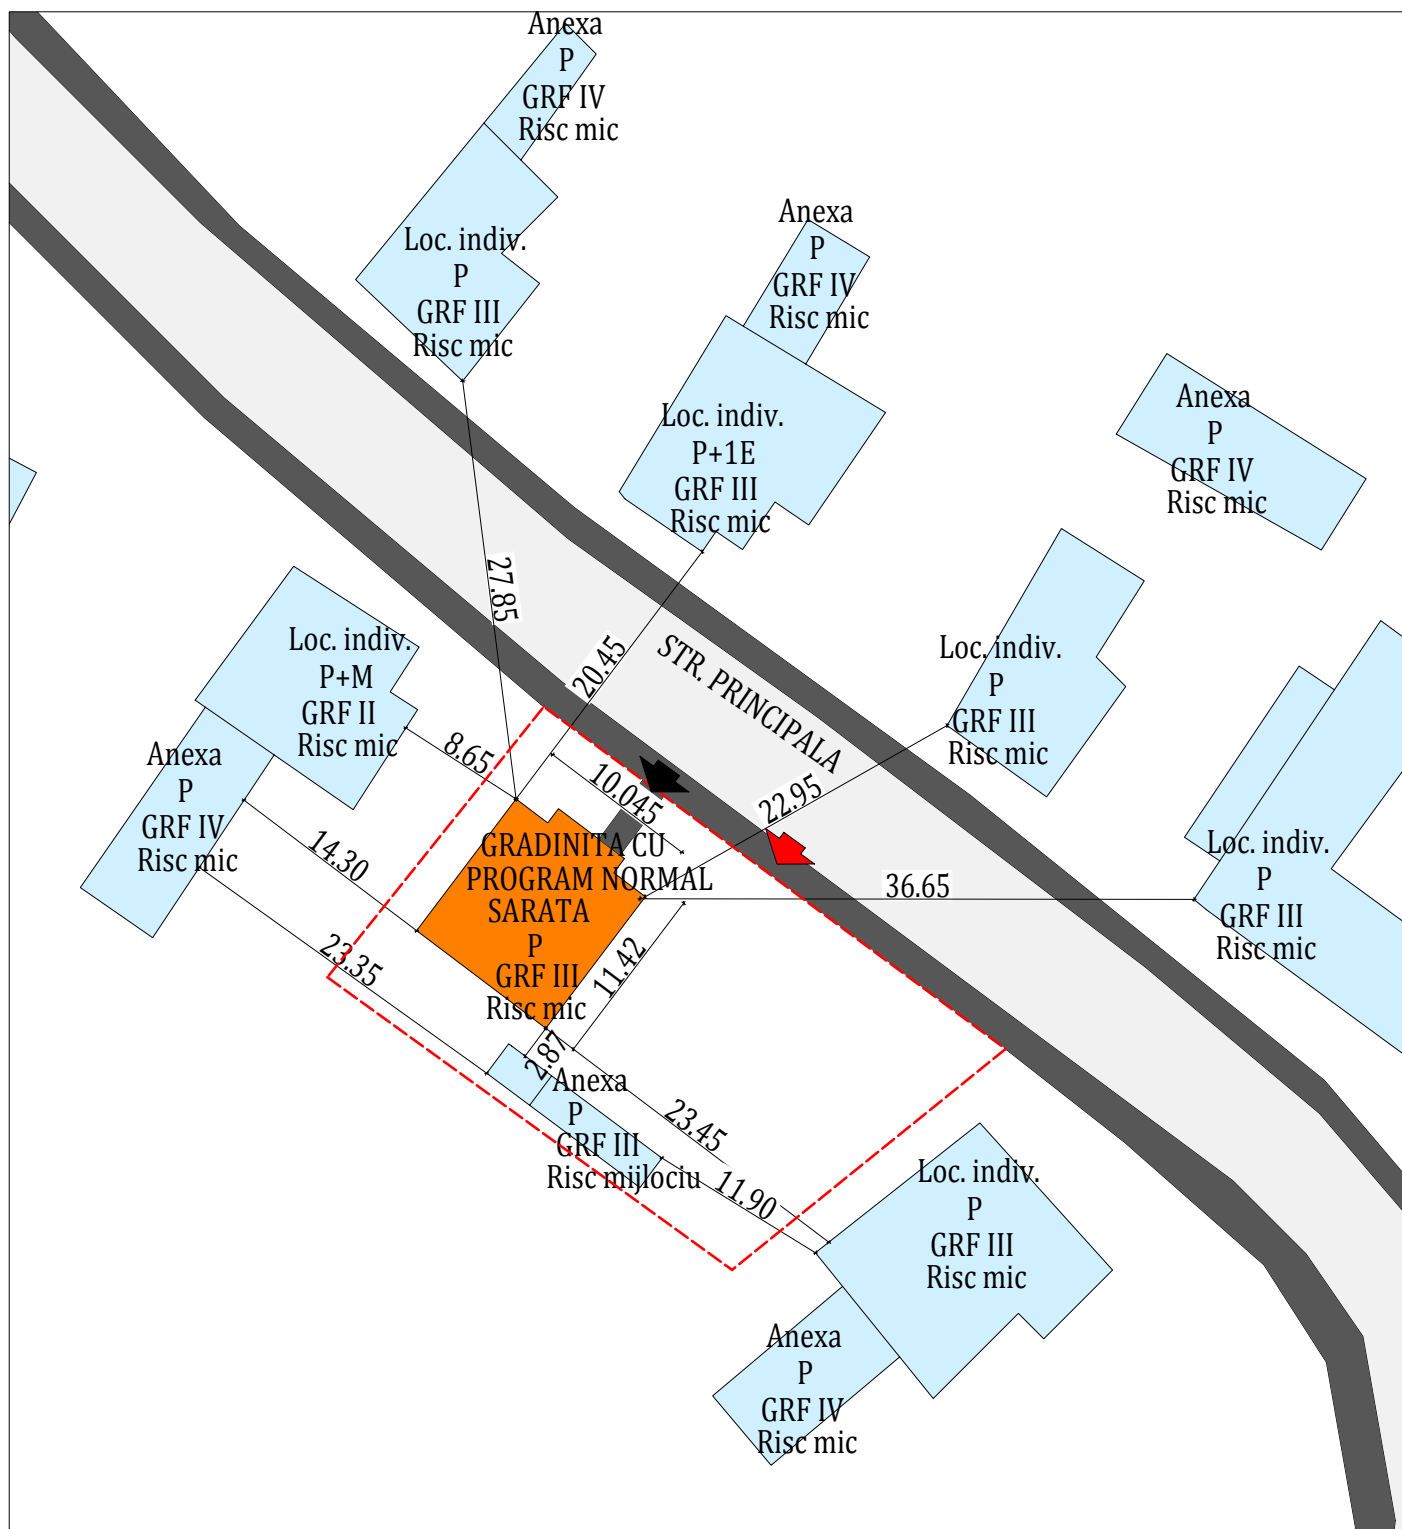 Anexa
P
GRF IV
Risc mic
Loc. indiv.
P
GRF III
Risc mic
Anexa
P
GRF IV
Risc mic
Loc. indiv.
P+1E
GRF III
Risc mic
Anexa
P
GRF IV
Risc mic
27.85
20.45
STR. PRINCIPALA
Loc. indiv.
P+M
GRF II
Risc mic
Loc. indiv.
P
GRF III
Risc mic
Anexa
P
GRF IV
Risc mic
8.65
10.045
22.95
14.30
GRADINITA CU
PROGRAM NORMAL
SARATA
P
GRF III
Risc mic
36.65
Loc. indiv.
P
GRF III
Risc mic
23.35
11.42
2.87
Anexa
P
GRF III
Risc mijlociu
23.45
11.90
Loc. indiv.
P
GRF III
Risc mic
Anexa
P
GRF IV
Risc mic